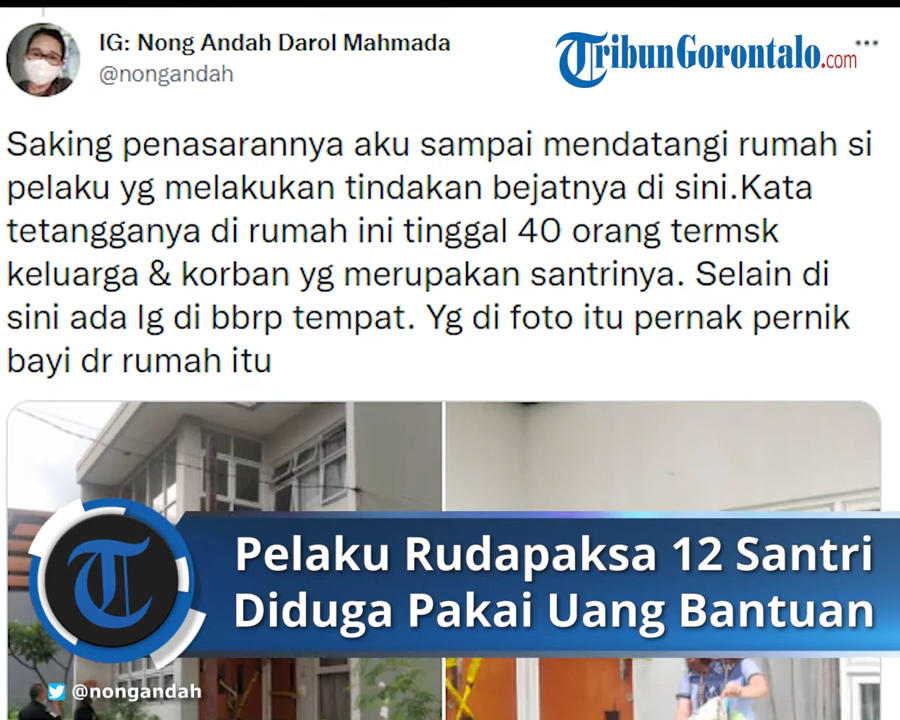 IG: Nong Andah Darol Mahmada
@nongandah
TribunGorontalo.com
Saking penasarannya aku sampai mendatangi rumah si
pelaku yg melakukan tindakan bejatnya di sini.Kata
tetangganya di rumah ini tinggal 40 orang termsk
keluarga & korban yg merupakan santrinya. Selain di
sini ada lg di bbrp tempat. Yg di foto itu pernak pernik
bayi dr rumah itu
T
Pelaku Rudapaksa 12 Santri
Diduga Pakai Uang Bantuan
@nongandah